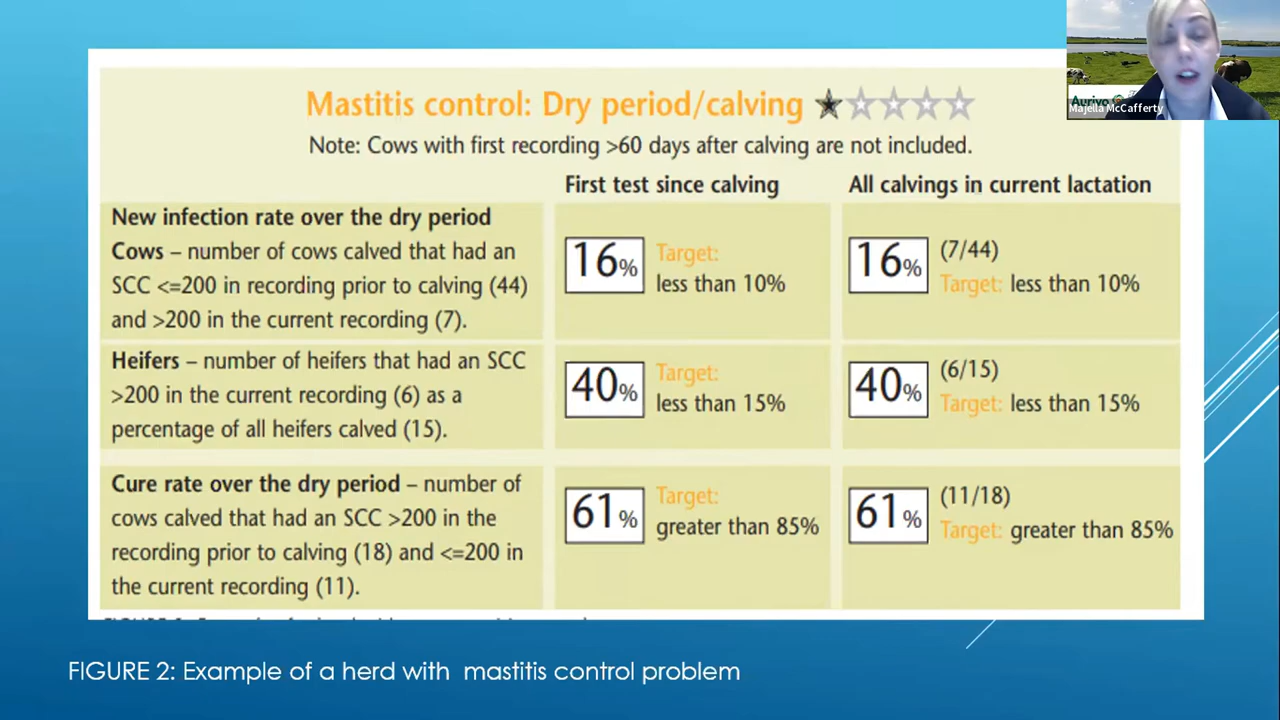 Mastitis control: Dry period/calving
Note: Cows with first recording >60 days after calving are not included.
First test since calving
All calvings in current lactation
New infection rate over the dry period
Cows – number of cows calved that had an
SCC <=200 in recording prior to calving (44)
and >200 in the current recording (7).
16%
Target:
less than 10%
16%
(7/44)
Target: less than 10%
Heifers – number of heifers that had an SCC
>200 in the current recording (6) as a
percentage of all heifers calved (15).
40%
Target:
less than 15%
40%
(6/15)
Target: less than 15%
Cure rate over the dry period – number of
cows calved that had an SCC >200 in the
recording prior to calving (18) and <=200 in
the current recording (11).
61%
Target:
greater than 85%
61%
(11/18)
Target: greater than 85%
FIGURE 2: Example of a herd with mastitis control problem
Aurivo
Majella McCafferty